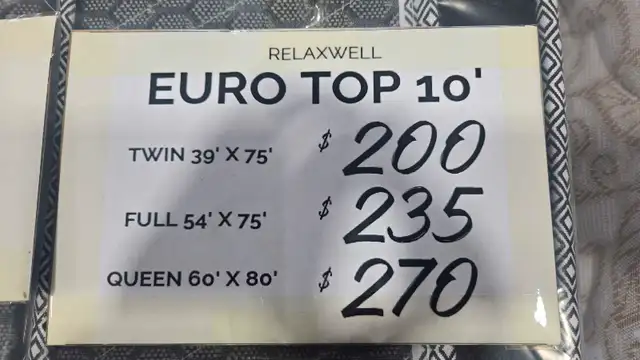 RELAXWELL
EURO TOP 10'
TWIN 39' X 75' $ 200
FULL 54' X 75' $ 235
QUEEN 60' X 80' $ 270